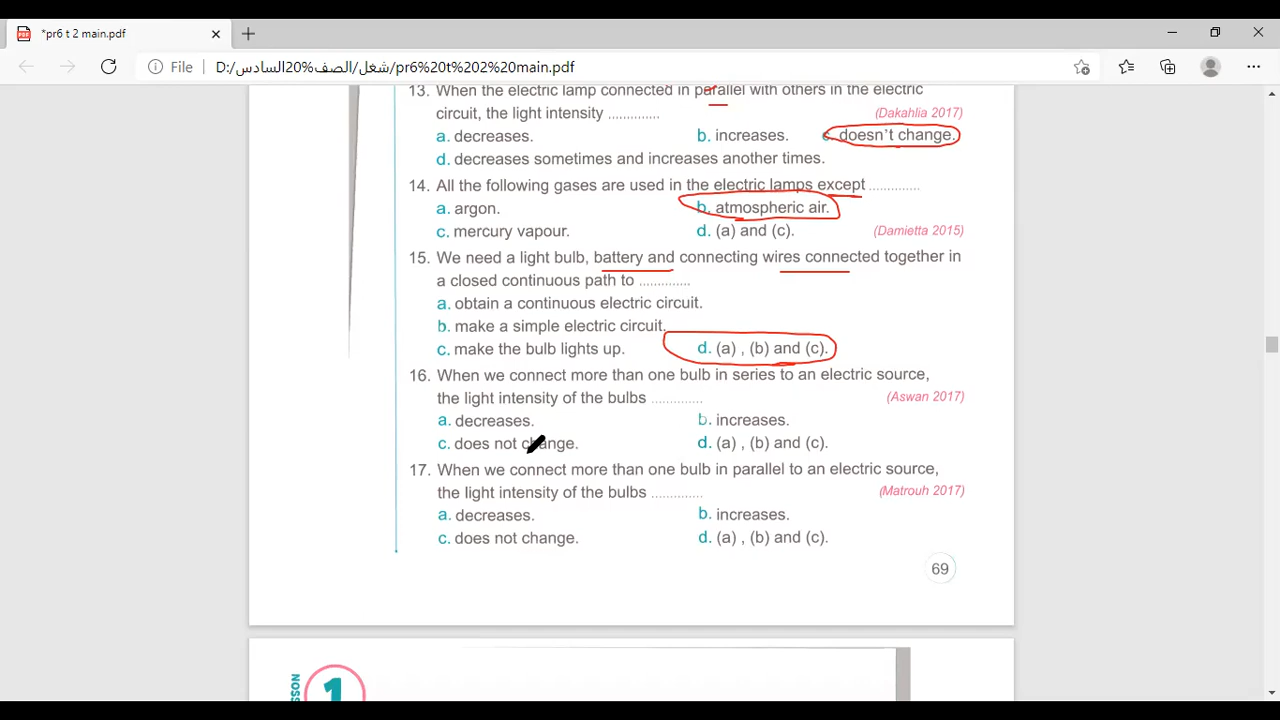 *pr6 t 2 main.pdf
File
D:/شغل/الصف%20السادس/pr6%20t%202%20main.pdf
13. When the electric lamp connected in parallel with others in the electric
circuit, the light intensity ..............
(Dakahlia 2017)
a. decreases.
b. increases.
c. doesn't change.
d. decreases sometimes and increases another times.
14. All the following gases are used in the electric lamps except ..............
a. argon.
b. atmospheric air.
c. mercury vapour.
d. (a) and (c).
(Damietta 2015)
15. We need a light bulb, battery and connecting wires connected together in
a closed continuous path to ..............
a. obtain a continuous electric circuit.
b. make a simple electric circuit.
c. make the bulb lights up.
d. (a) , (b) and (c).
16. When we connect more than one bulb in series to an electric source,
the light intensity of the bulbs ..............
(Aswan 2017)
a. decreases.
b. increases.
c. does not change.
d. (a) , (b) and (c).
17. When we connect more than one bulb in parallel to an electric source,
the light intensity of the bulbs ..............
(Matrouh 2017)
a. decreases.
b. increases.
c. does not change.
d. (a) , (b) and (c).
69
LESSON
1